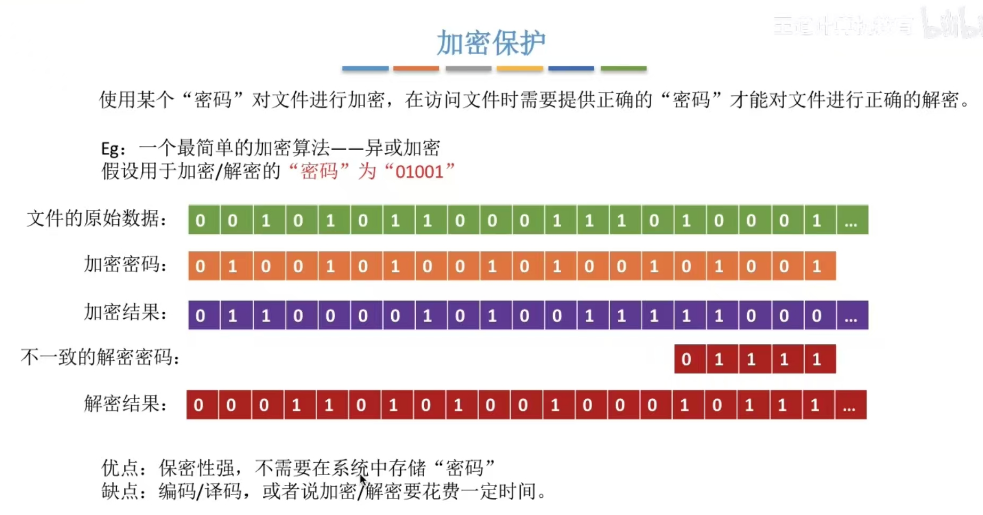 加密保护
使用某个“密码”对文件进行加密，在访问文件时需要提供正确的“密码”才能对文件进行正确的解密。
Eg：一个最简单的加密算法——异或加密
假设用于加密/解密的“密码”为“01001”
文件的原始数据： 0 0 1 0 1 0 1 1 0 0 0 1 1 1 0 1 0 0 0 1 ...
加密密码： 0 1 0 0 1 0 1 0 0 1 0 1 0 0 1 0 1 0 0 1
加密结果： 0 1 1 0 0 0 0 1 0 1 0 0 1 1 1 1 1 0 0 0 ...
不一致的解密密码： 0 1 1 1 1
解密结果： 0 0 0 1 1 0 1 0 1 0 0 1 0 0 0 1 0 1 1 1 ...
优点：保密性强，不需要在系统中存储“密码”
缺点：编码/译码，或者说加密/解密要花费一定时间。